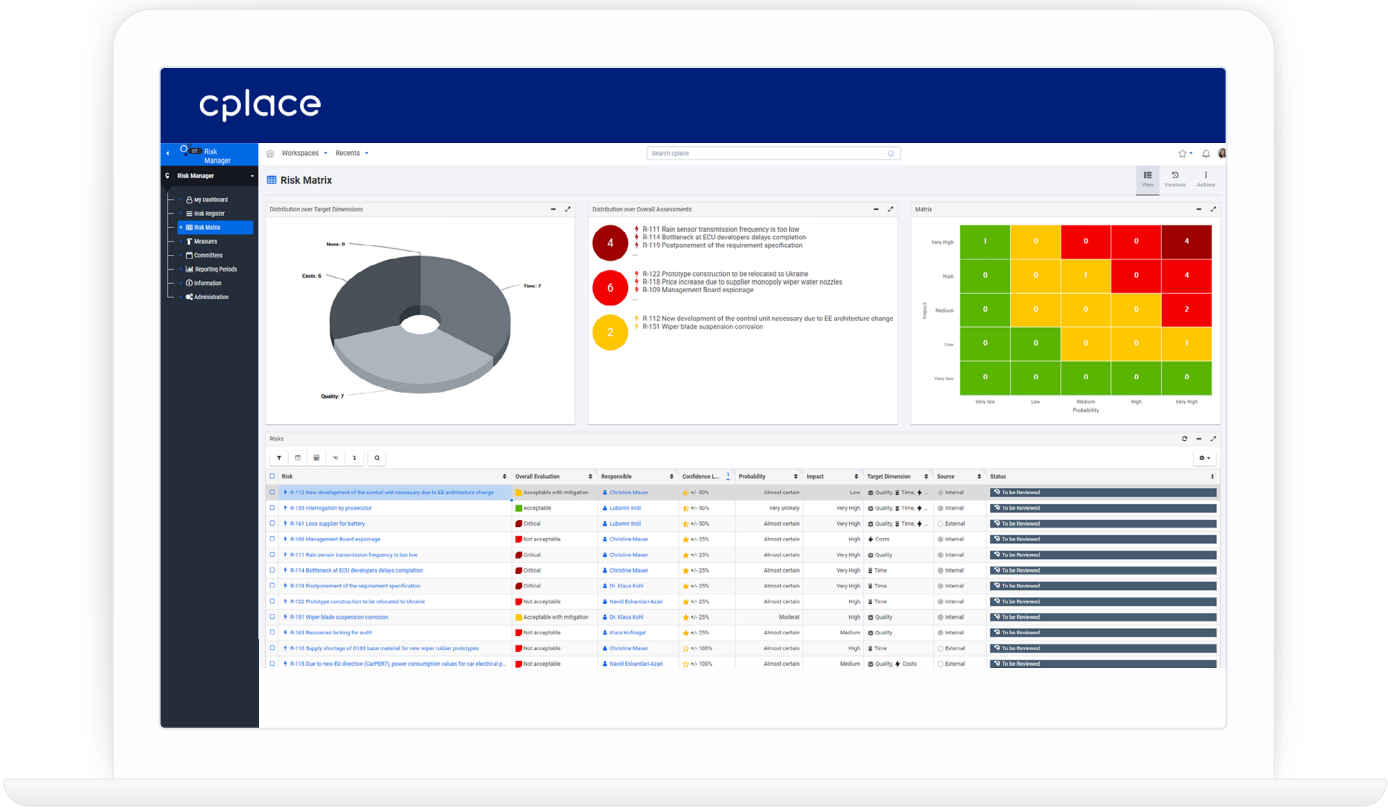 cplace
07 Risk
Manager
Workspaces Recents
Search cplace
Risk Manager
Risk Matrix
View Versions Actions
My Dashboard
Risk Register
Risk Matrix
Measures
Committees
Reporting Periods
Information
Administration
Distribution over Target Dimensions
None: 0
Costs: 6
Time: 7
Quality: 7
Distribution over Overall Assessments
4
R-111 Rain sensor transmission frequency is too low
R-114 Bottleneck at ECU developers delays completion
R-119 Postponement of the requirement specification
...
6
R-122 Prototype construction to be relocated to Ukraine
R-118 Price increase due to supplier monopoly wiper water nozzles
R-109 Management Board espionage
...
2
R-112 New development of the control unit necessary due to EE architecture change
R-151 Wiper blade suspension corrosion
Matrix
Impact
Very High 1 0 0 0 4
High 0 0 1 0 4
Medium 0 0 0 0 2
Low 0 0 0 0 1
Very low 0 0 0 0 0
Very low Low Medium High Very High
Probability
Risks
Risk Overall Evaluation Responsible Confidence L... 1 Probability Impact Target Dimension Source Status
R-112 New development of the control unit necessary due to EE architecture change Acceptable with mitigation Christine Mauer +/- 50% Almost certain Low Quality, Time, ... Internal To be Reviewed
R-155 Interrogation by prosecutor Acceptable Lubomir Król +/- 50% Very unlikely Very High Quality, Time, ... Internal To be Reviewed
R-161 Loss supplier for battery Critical Lubomir Król +/- 50% Almost certain Very High Quality, Time, ... External To be Reviewed
R-109 Management Board espionage Not acceptable Christine Mauer +/- 25% Almost certain High Costs Internal To be Reviewed
R-111 Rain sensor transmission frequency is too low Critical Christine Mauer +/- 25% Almost certain Very High Quality Internal To be Reviewed
R-114 Bottleneck at ECU developers delays completion Critical Christine Mauer +/- 25% Almost certain Very High Time Internal To be Reviewed
R-119 Postponement of the requirement specification Critical Dr. Klaus Kohl +/- 25% Almost certain Very High Time Internal To be Reviewed
R-122 Prototype construction to be relocated to Ukraine Not acceptable Navid Eskandari-Azari +/- 25% Almost certain High Time Internal To be Reviewed
R-151 Wiper blade suspension corrosion Acceptable with mitigation Dr. Klaus Kohl +/- 25% Moderat High Quality Internal To be Reviewed
R-163 Resourses lacking for audit Not acceptable Klara Hufnagel +/- 25% Almost certain Medium Quality Internal To be Reviewed
R-110 Supply shortage of G180 base material for new wiper rubber prototypes Not acceptable Christine Mauer +/- 100% Almost certain High Time External To be Reviewed
R-115 Due to new EU directive (CarPER7), power consumption values for car electrical p... Not acceptable Navid Eskandari-Azari +/- 100% Almost certain Medium Quality, Costs External To be Reviewed